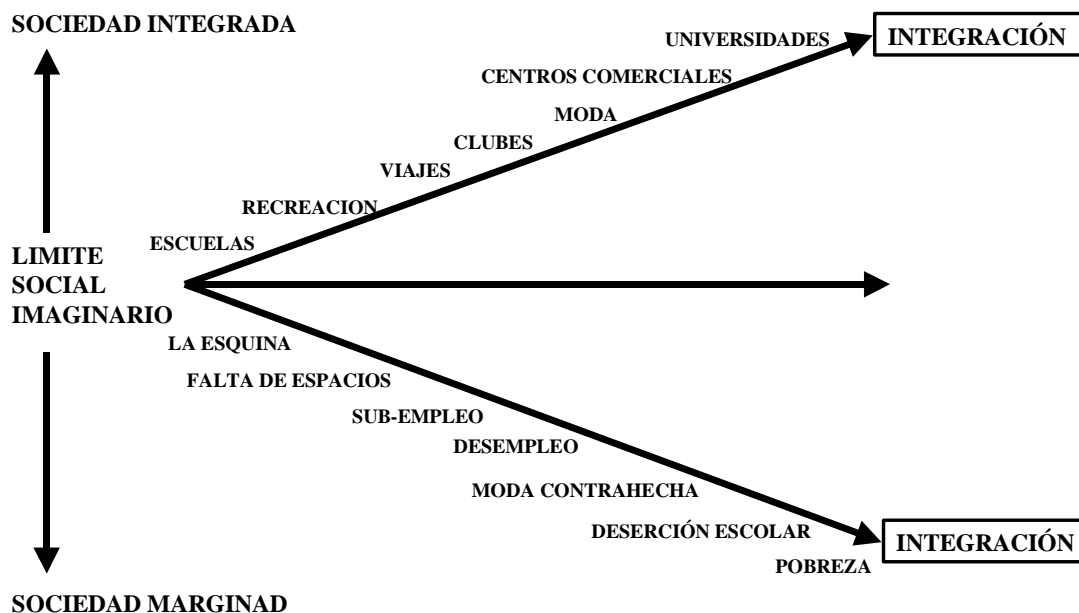 SOCIEDAD INTEGRADA
UNIVERSIDADES
INTEGRACIÓN
CENTROS COMERCIALES
MODA
CLUBES
VIAJES
RECREACION
ESCUELAS
LIMITE
SOCIAL
IMAGINARIO
LA ESQUINA
FALTA DE ESPACIOS
SUB-EMPLEO
DESEMPLEO
MODA CONTRAHECHA
DESERCIÓN ESCOLAR
INTEGRACIÓN
POBREZA
SOCIEDAD MARGINAD